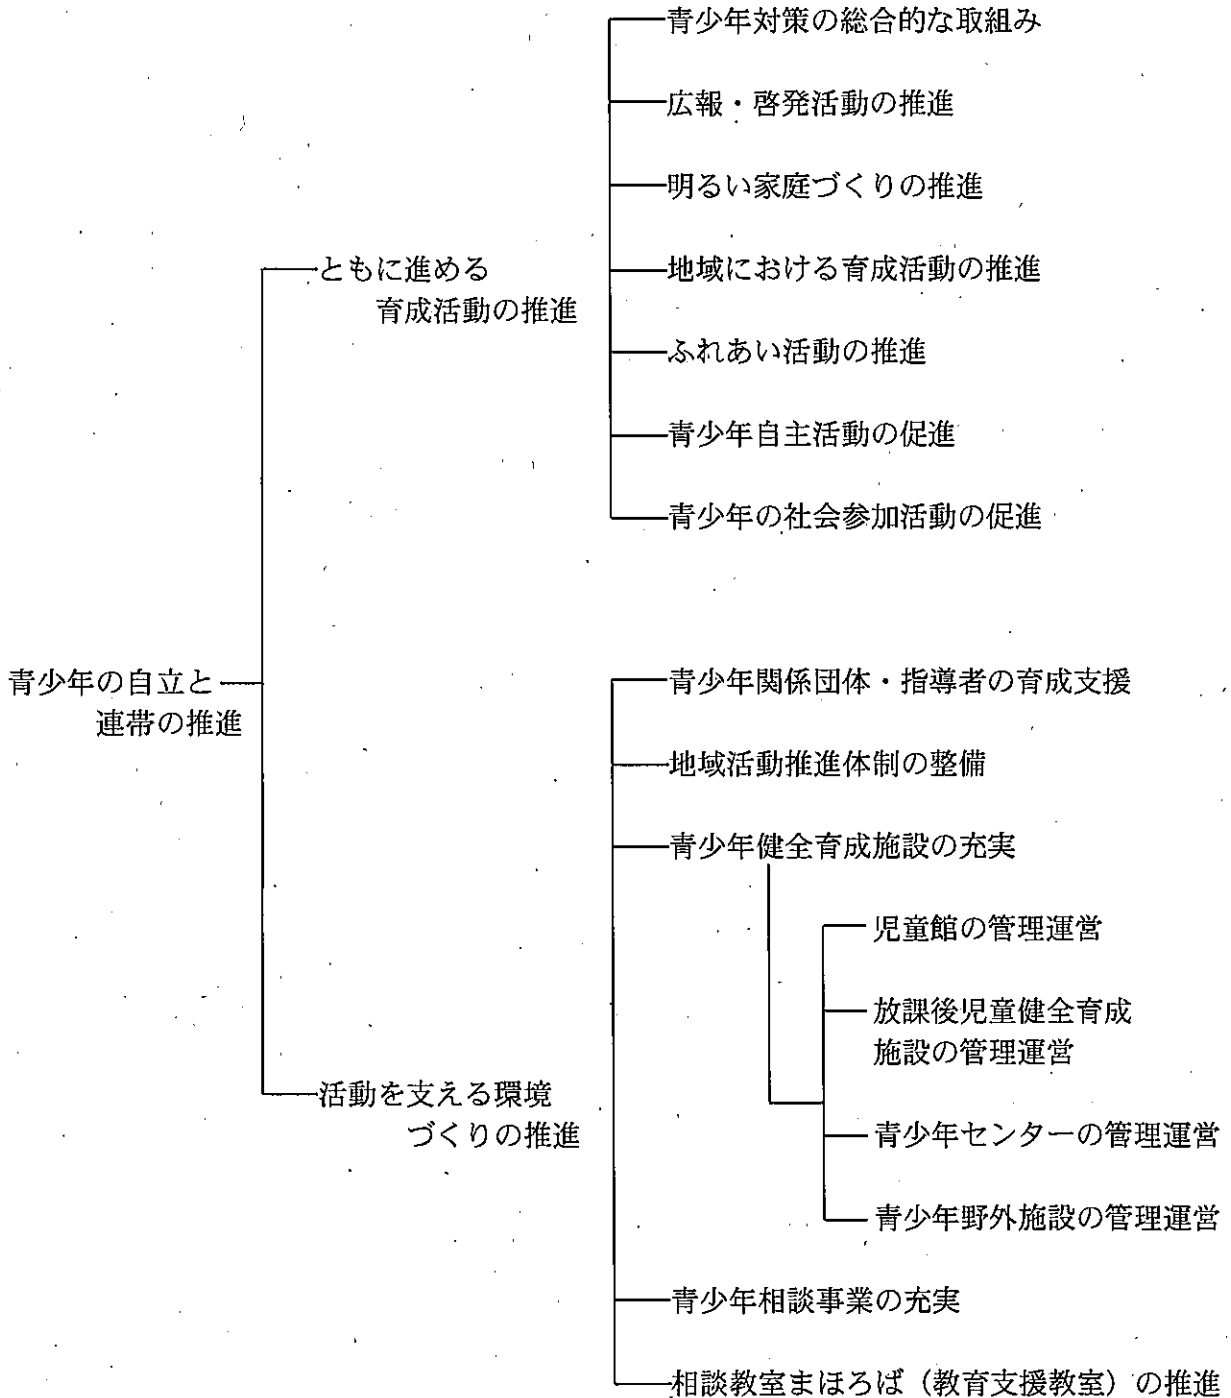 青少年の自立と
連帯の推進
ともに進める
育成活動の推進
青少年対策の総合的な取組み
広報・啓発活動の推進
明るい家庭づくりの推進
地域における育成活動の推進
ふれあい活動の推進
青少年自主活動の促進
青少年の社会参加活動の促進
活動を支える環境
づくりの推進
青少年関係団体・指導者の育成支援
地域活動推進体制の整備
青少年健全育成施設の充実
児童館の管理運営
放課後児童健全育成
施設の管理運営
青少年センターの管理運営
青少年野外施設の管理運営
青少年相談事業の充実
相談教室まほろば（教育支援教室）の推進